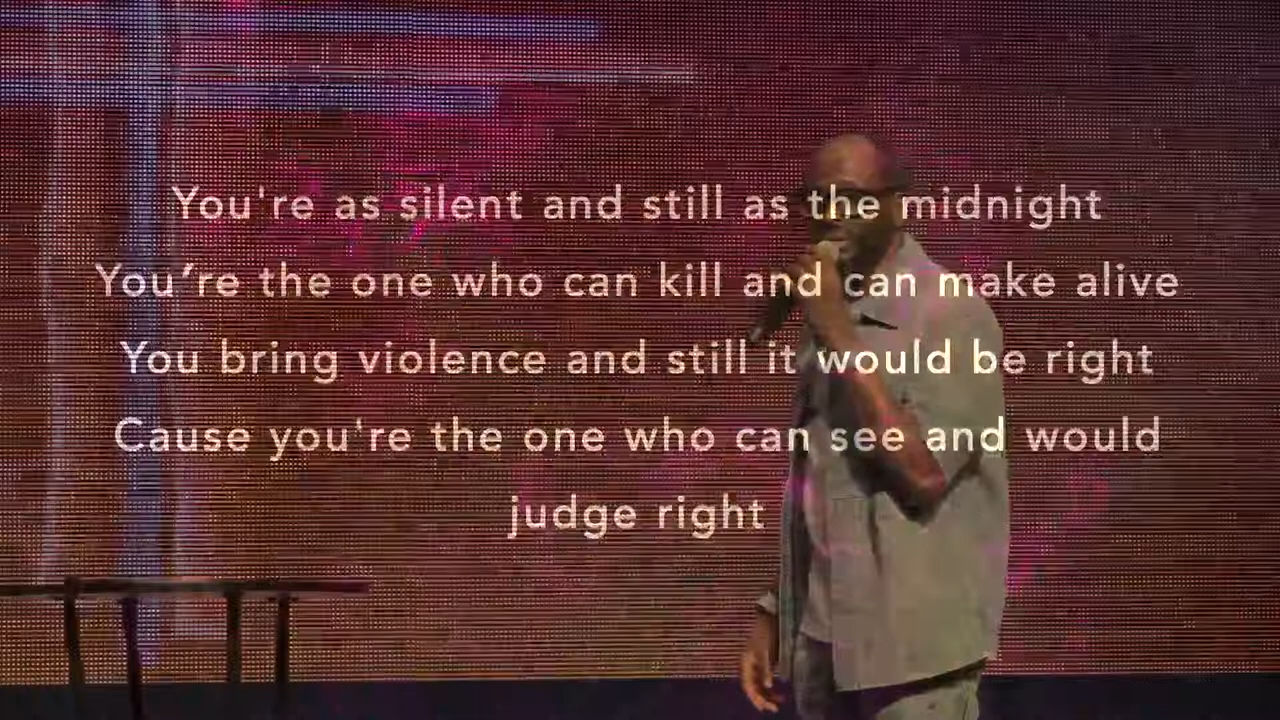 You're as silent and still as the midnight
You’re the one who can kill and can make alive
You bring violence and still it would be right
Cause you're the one who can see and would
judge right